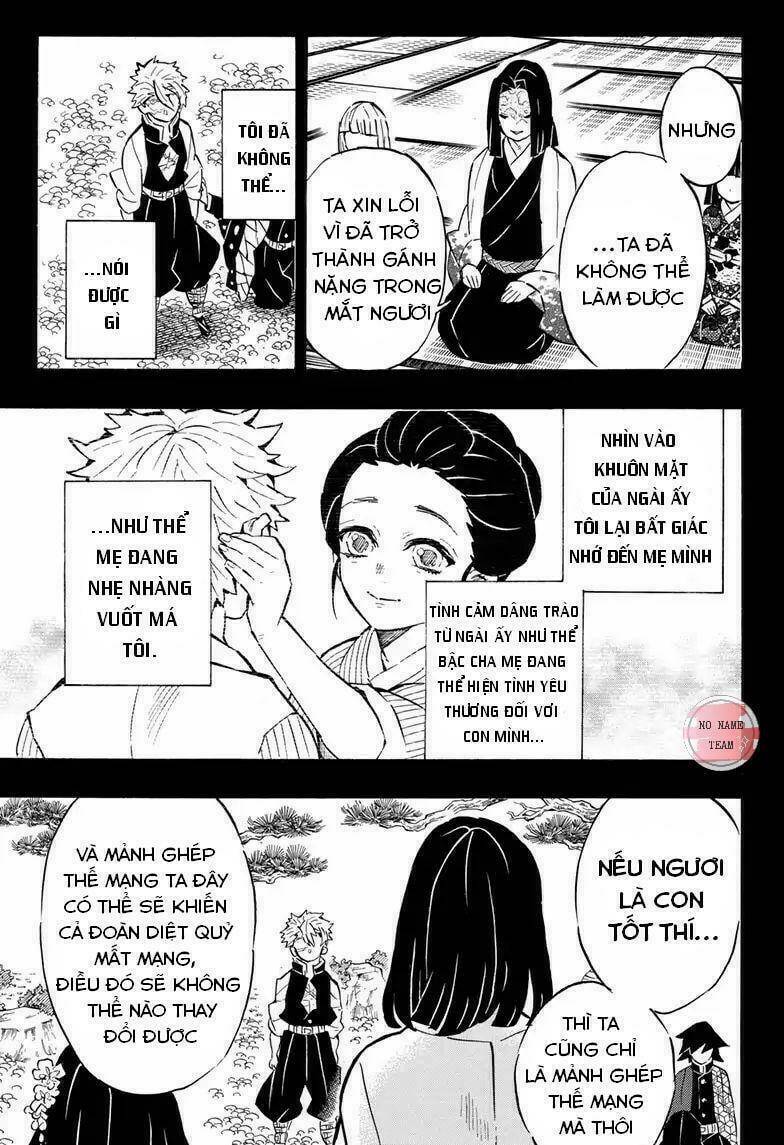 NHƯNG
...TA ĐÃ
KHÔNG THỂ
LÀM ĐƯỢC
TA XIN LỖI
VÌ ĐÃ TRỞ
THÀNH GÁNH
NẶNG TRONG
MẮT NGƯƠI
TÔI ĐÃ
KHÔNG
THỂ...
...NÓI
ĐƯỢC
GÌ
NHÌN VÀO
KHUÔN MẶT
CỦA NGÀI ẤY
TÔI LẠI BẤT GIÁC
NHỚ ĐẾN MẸ MÌNH
TÌNH CẢM DÂNG TRÀO
TỪ NGÀI ẤY NHƯ THỂ
BẬC CHA MẸ ĐANG
THỂ HIỆN TÌNH YÊU
THƯƠNG ĐỐI VƠI
CON MÌNH...
...NHƯ THỂ
MẸ ĐANG
NHẸ NHÀNG
VUỐT MÁ
TÔI.
NO NAME
TEAM
NẾU NGƯƠI
LÀ CON
TỐT THÍ...
THÌ TA
CŨNG CHỈ
LÀ MẢNH GHÉP
THẾ MẠNG
MÀ THÔI
VÀ MẢNH GHÉP
THẾ MẠNG TA ĐÂY
CÓ THỂ SẼ KHIẾN
CẢ ĐOÀN DIỆT QUỶ
MẤT MẠNG,
ĐIỀU ĐÓ SẼ KHÔNG
THỂ NÀO THAY
ĐỔI ĐƯỢC